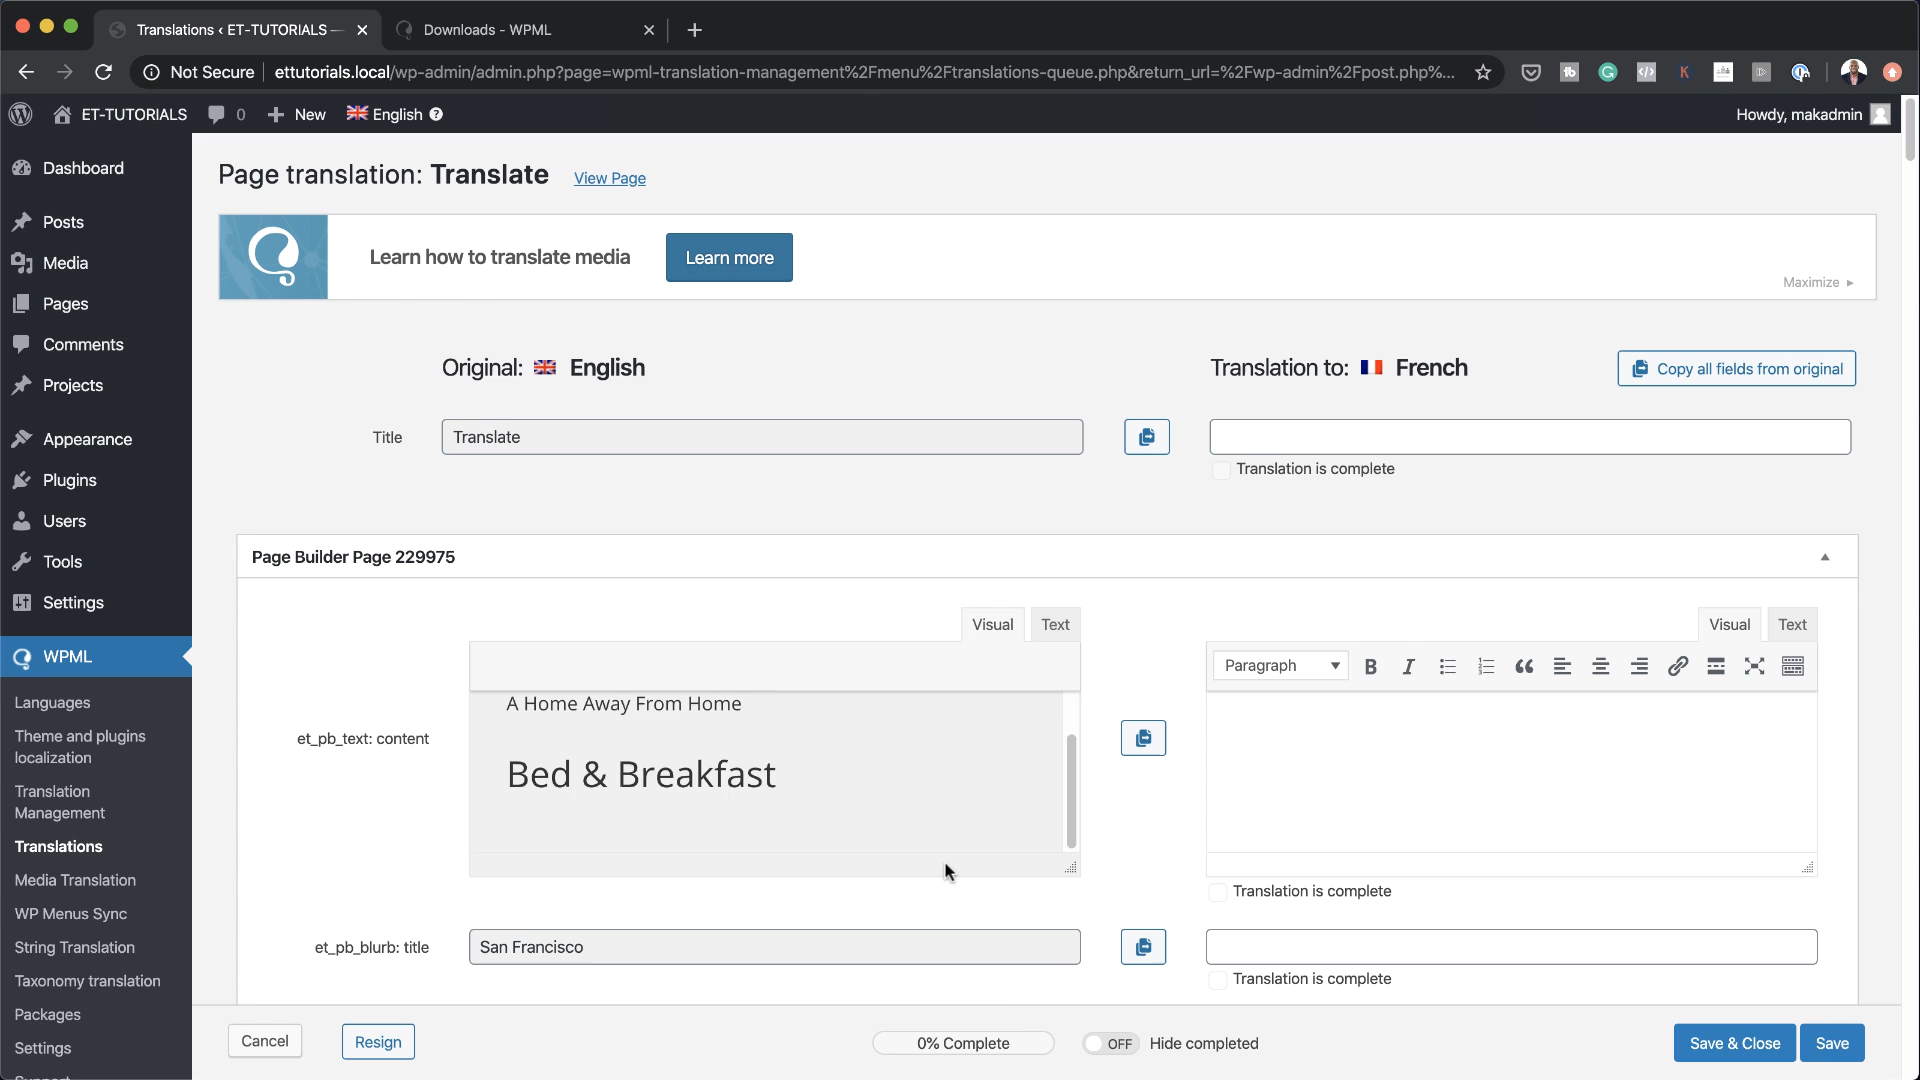 Translations ‹ ET-TUTORIALS —
Downloads - WPML
Not Secure
ettutorials.local/wp-admin/admin.php?page=wpml-translation-management%2Fmenu%2Ftranslations-queue.php&return_url=%2Fwp-admin%2Fpost.php%...
ET-TUTORIALS
0
New
English
Howdy, makadmin
Dashboard
Posts
Media
Pages
Comments
Projects
Appearance
Plugins
Users
Tools
Settings
WPML
Languages
Theme and plugins
localization
Translation
Management
Translations
Media Translation
WP Menus Sync
String Translation
Taxonomy translation
Packages
Settings
Page translation: Translate
View Page
Learn how to translate media
Learn more
Maximize
Original: English
Translation to: French
Copy all fields from original
Title
Translate
Translation is complete
Page Builder Page 229975
Visual
Text
Visual
Text
Paragraph
et_pb_text: content
A Home Away From Home
Bed & Breakfast
Translation is complete
et_pb_blurb: title
San Francisco
Translation is complete
Cancel
Resign
0% Complete
OFF
Hide completed
Save & Close
Save